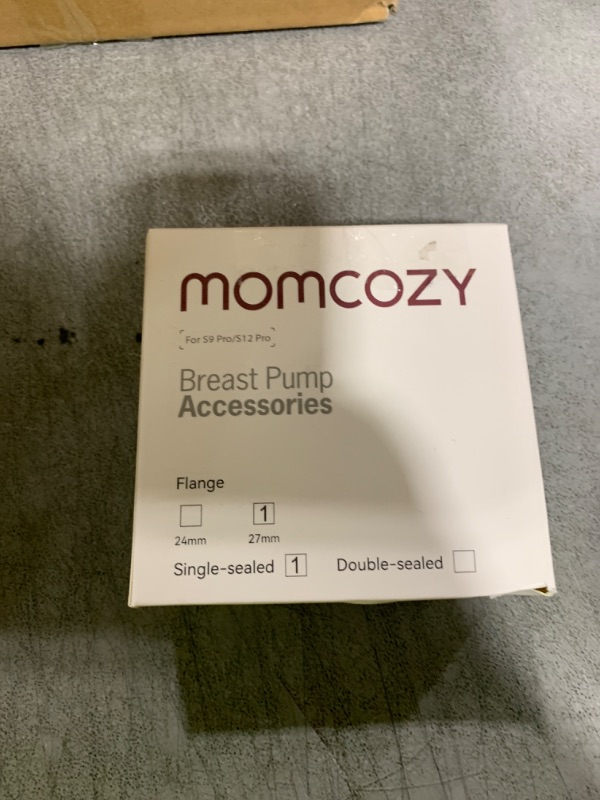 momcozy
For S9 Pro/S12 Pro
Breast Pump
Accessories
Flange
1
24mm 27mm
Single-sealed 1 Double-sealed